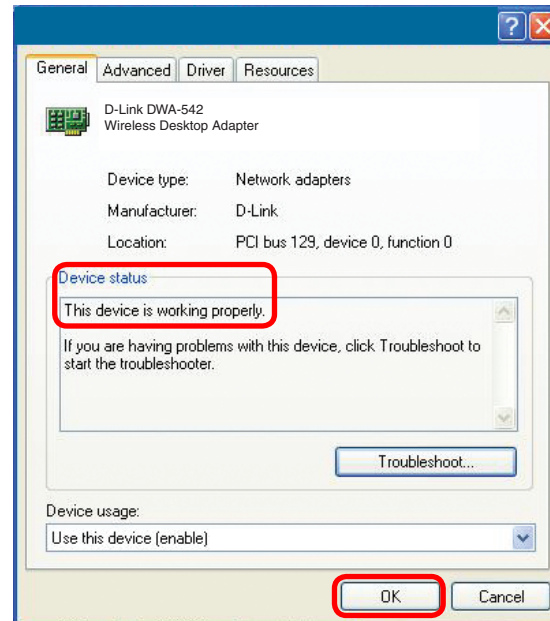 ?
General Advanced Driver Resources
D-Link DWA-542
Wireless Desktop Adapter
Device type: Network adapters
Manufacturer: D-Link
Location: PCI bus 129, device 0, function 0
Device status
This device is working properly.
If you are having problems with this device, click Troubleshoot to
start the troubleshooter.
Troubleshoot...
Device usage:
Use this device (enable)
OK Cancel